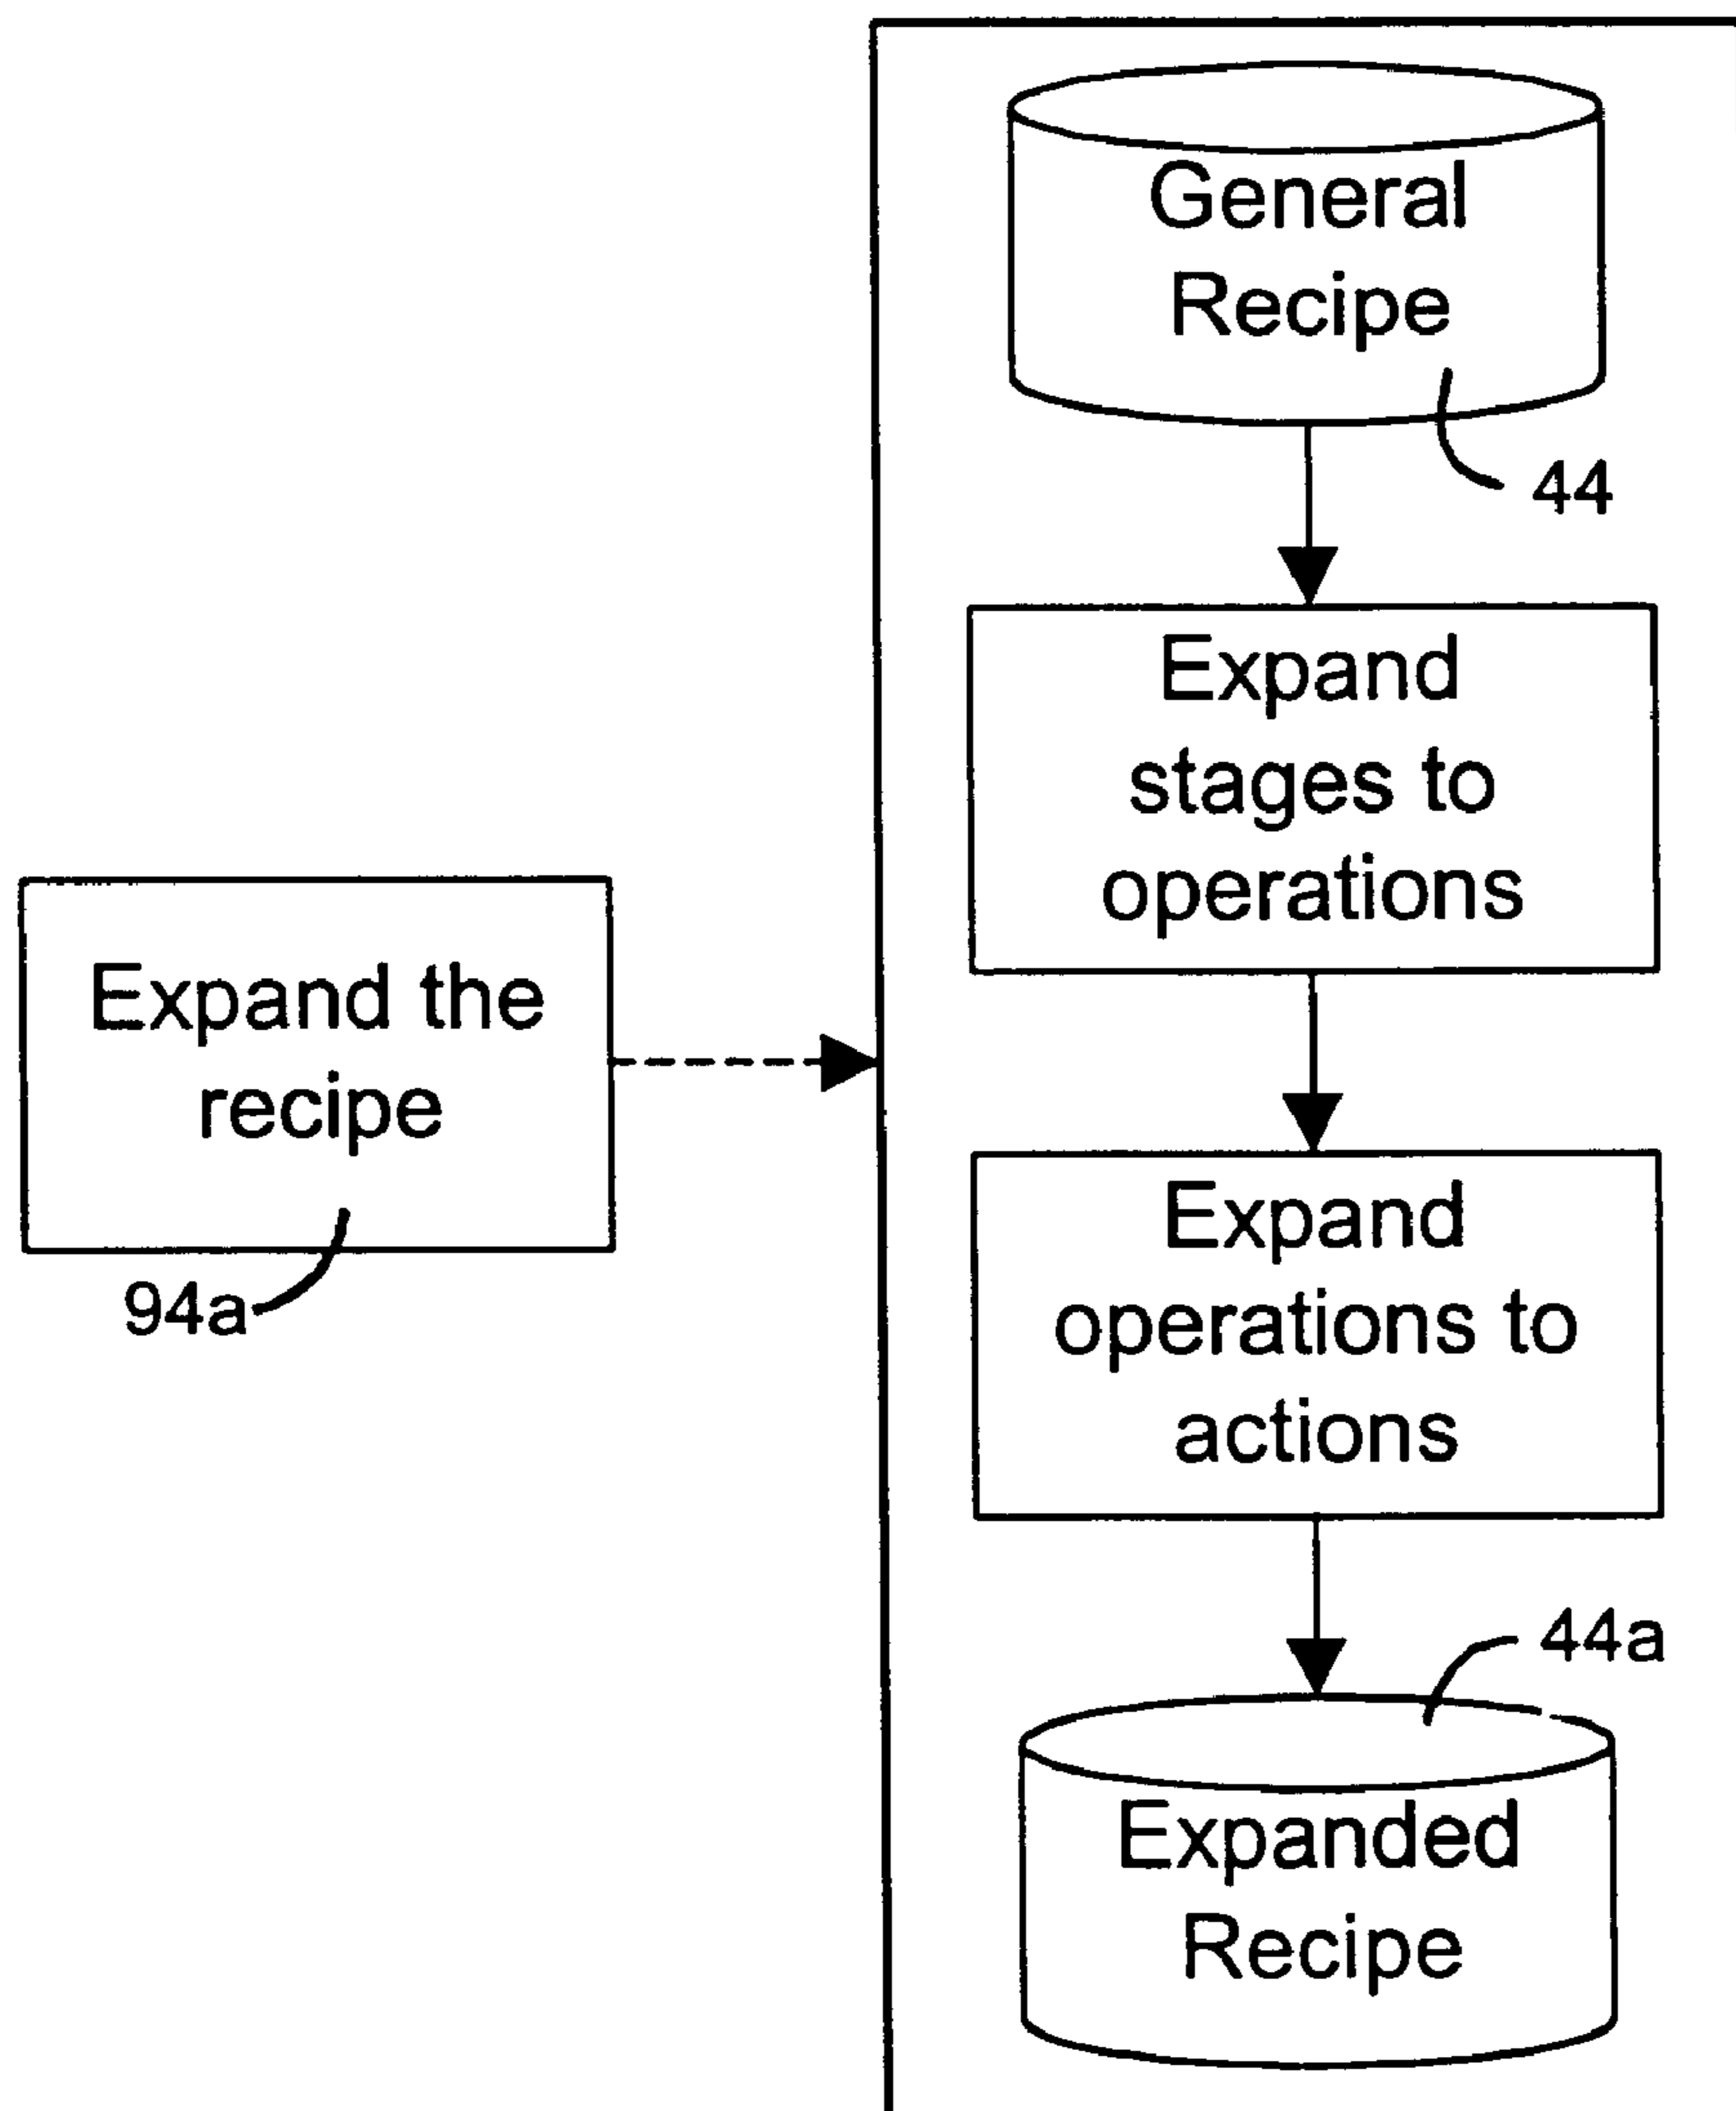 General
Recipe
44
Expand
stages to
operations
Expand the
recipe
94a
Expand
operations to
actions
44a
Expanded
Recipe